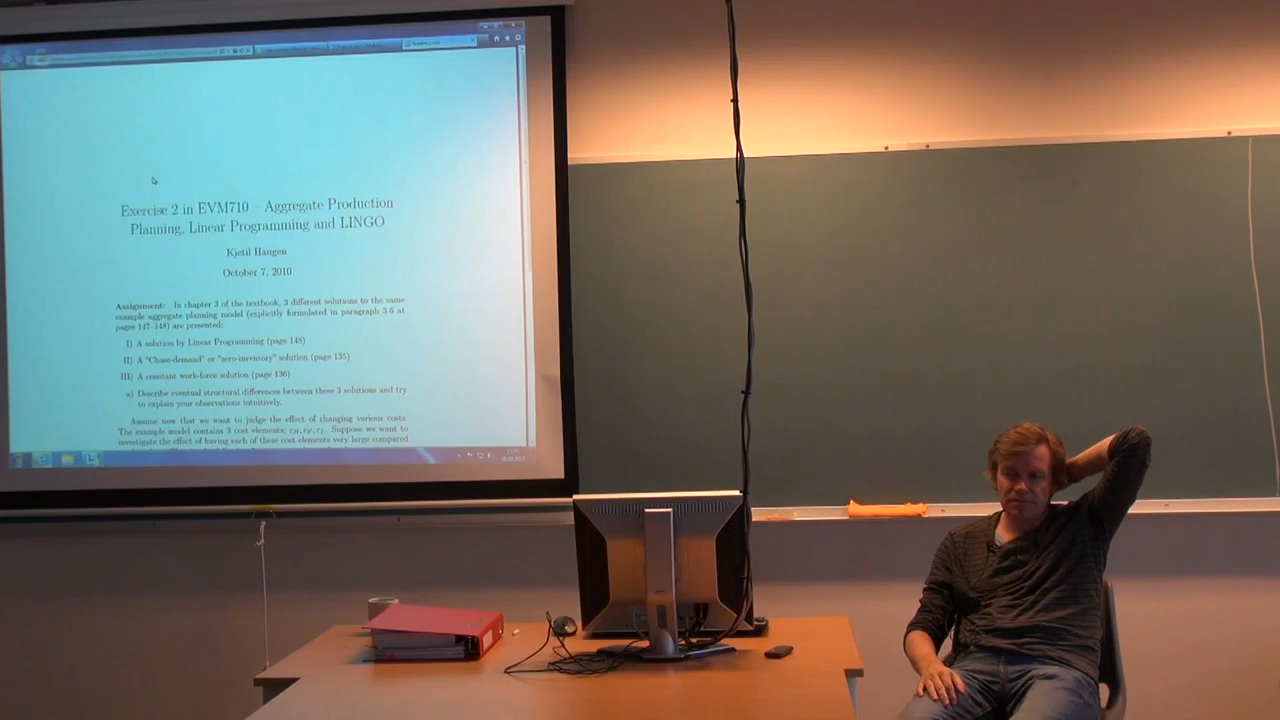 Exercise 2 in EVM710 – Aggregate Production
Planning, Linear Programming and LINGO
Kjetil Haugen
October 7, 2010
Assignment: In chapter 3 of the textbook, 3 different solutions to the same
example aggregate planning model (explicitly formulated in paragraph 3.6 at
pages 147-148) are presented:
I) A solution by Linear Programming (page 148)
II) A "Chase-demand" or "zero-inventory" solution (page 135)
III) A constant work-force solution (page 136)
a) Describe eventual structural differences between those 3 solutions and try
to explain your observations intuitively.
Assume now that we want to judge the effect of changing various costs.
The example model contains 3 cost elements; cH, cF, cI. Suppose we want to
investigate the effect of having each of these cost elements very large compared